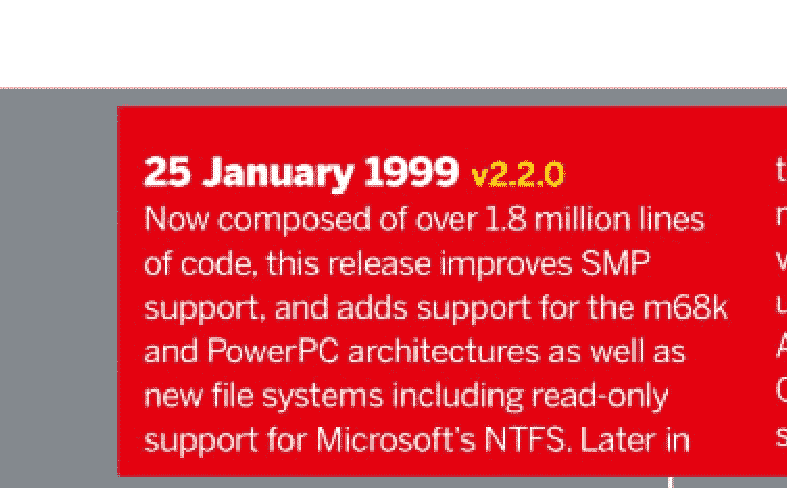 25 January 1999 v2.2.0
Now composed of over 1.8 million lines
of code, this release improves SMP
support, and adds support for the m68k
and PowerPC architectures as well as
new file systems including read-only
support for Microsoft's NTFS. Later in